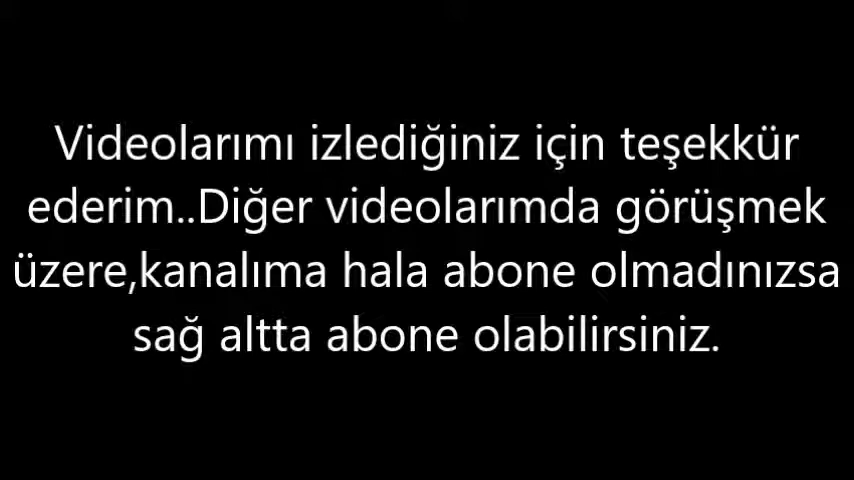 Videolarımı izlediğiniz için teşekkür
ederim..Diğer videolarımda görüşmek
üzere,kanalıma hala abone olmadınızsa
sağ altta abone olabilirsiniz.